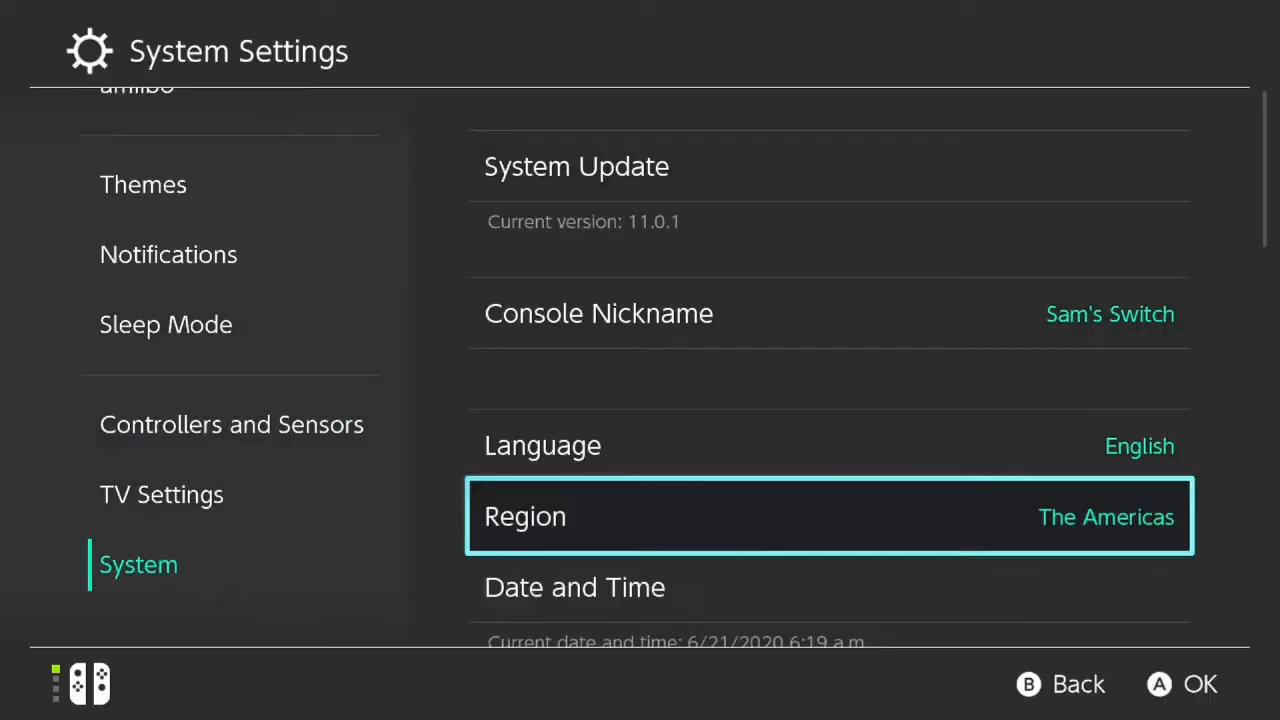 System Settings
amiibo
Themes
Notifications
Sleep Mode
Controllers and Sensors
TV Settings
System
System Update
Current version: 11.0.1
Console Nickname Sam's Switch
Language English
Region The Americas
Date and Time
Current date and time: 6/21/2020 6:19 a.m.
B Back A OK